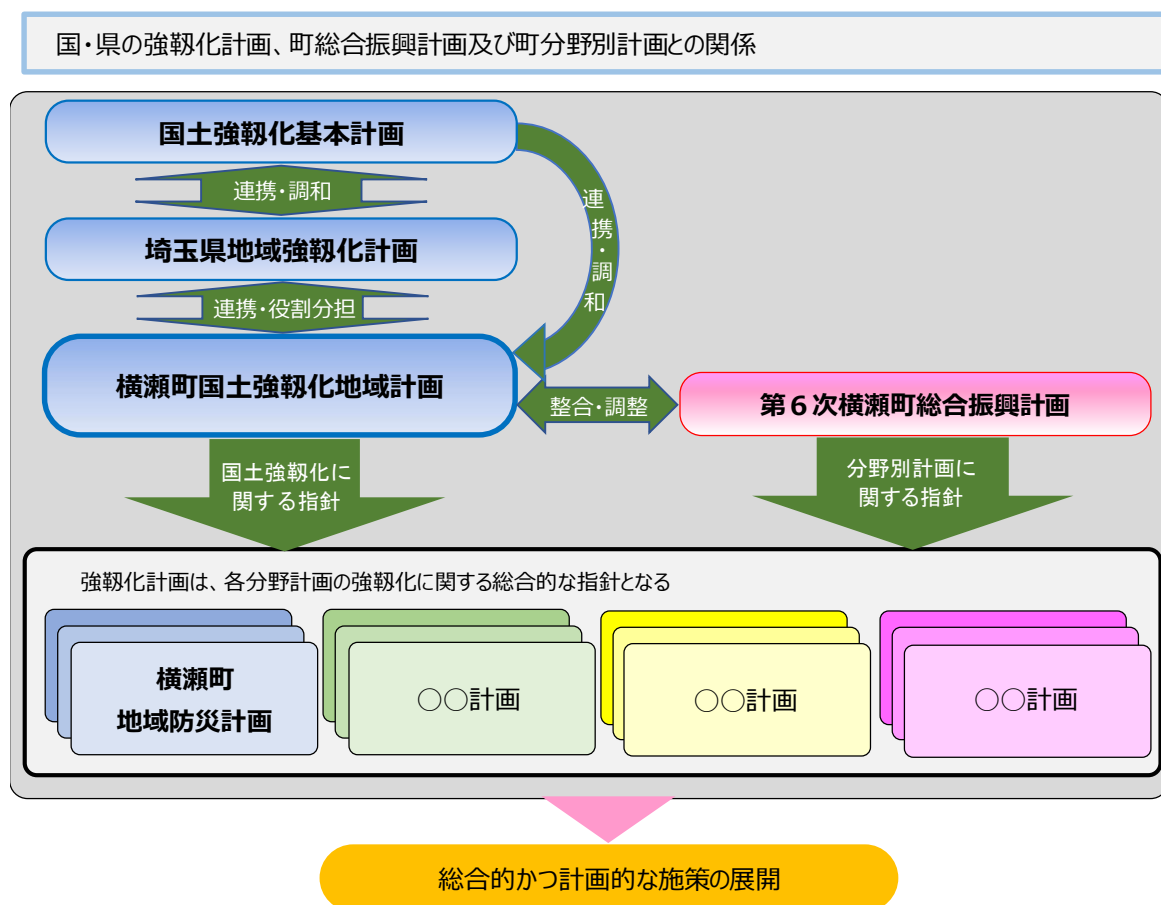 国・県の強靱化計画、町総合振興計画及び町分野別計画との関係
国土強靱化基本計画
連携・調和
連携・調和
埼玉県地域強靱化計画
連携・役割分担
横瀬町国土強靱化地域計画
整合・調整
第６次横瀬町総合振興計画
国土強靱化に
関する指針
分野別計画に
関する指針
強靱化計画は、各分野計画の強靱化に関する総合的な指針となる
横瀬町
地域防災計画
○○計画
○○計画
○○計画
総合的かつ計画的な施策の展開